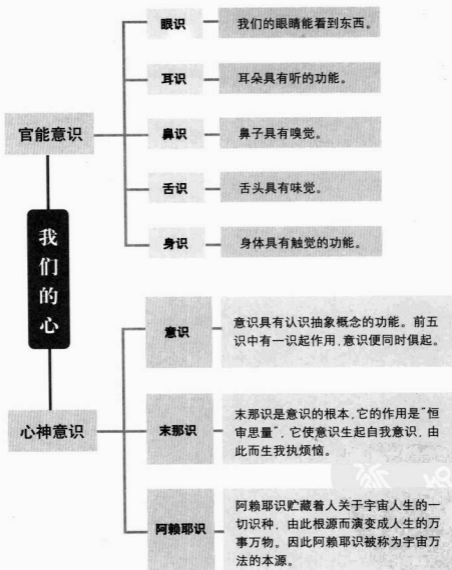 眼识
我们的眼睛能看到东西。
耳识
耳朵具有听的功能。
官能意识
鼻识
鼻子具有嗅觉。
舌识
舌头具有味觉。
身识
身体具有触觉的功能。
我们的心
意识
意识具有认识抽象概念的功能。前五
识中有一识起作用,意识便同时俱起。
心神意识
末那识
末那识是意识的根本,它的作用是“恒
审思量”,它使意识生起自我意识,由
此而生我执烦恼。
阿赖耶识
阿赖耶识贮藏着人关于宇宙人生的一
切识种,由此根源而演变成人生的万
事万物。因此阿赖耶识被称为宇宙万
法的本源。